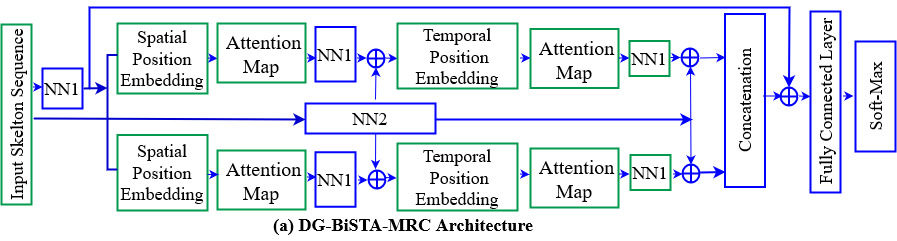 Input Skelton Sequence
NN1
Spatial
Position
Embedding
Attention
Map
NN1
Temporal
Position
Embedding
Attention
Map
NN1
NN2
Spatial
Position
Embedding
Attention
Map
NN1
Temporal
Position
Embedding
Attention
Map
NN1
Concatenation
Fully Connected Layer
Soft-Max
(a) DG-BiSTA-MRC Architecture